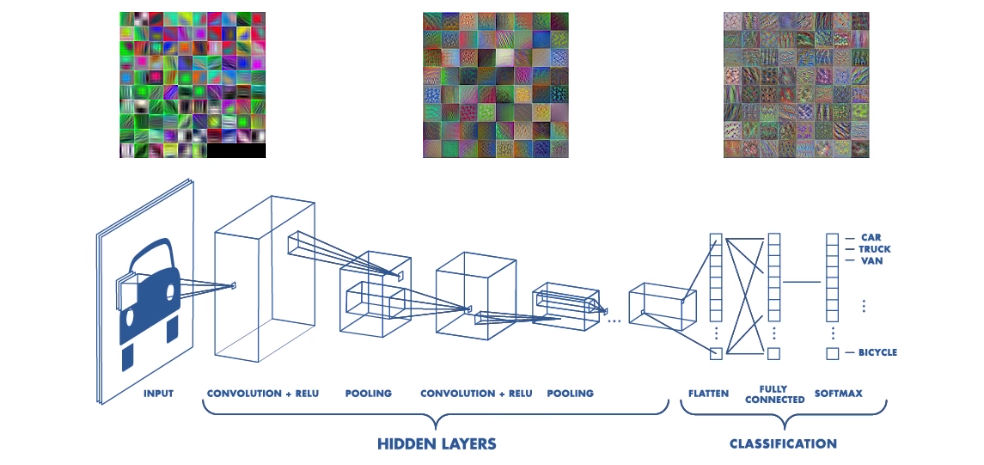 CAR
TRUCK
VAN
BICYCLE
INPUT
CONVOLUTION + RELU
POOLING
CONVOLUTION + RELU
POOLING
FLATTEN
FULLY
CONNECTED
SOFTMAX
HIDDEN LAYERS
CLASSIFICATION